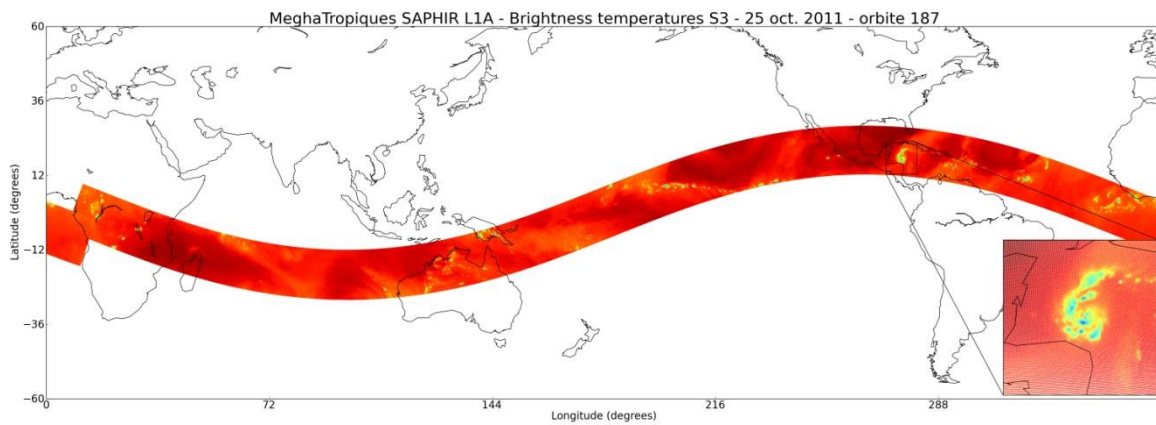 MeghaTropiques SAPHIR L1A - Brightness temperatures S3 - 25 oct. 2011 - orbite 187
60
36
12
−12
−36
−60
Latitude (degrees)
0 72 144 216 288
Longitude (degrees)